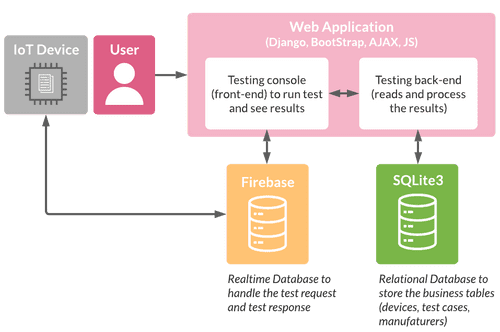 IoT Device
User
Web Application
(Django, BootStrap, AJAX, JS)
Testing console
(front-end) to run test
and see results
Testing back-end
(reads and process
the results)
Firebase
SQLite3
Realtime Database to
handle the test request
and test response
Relational Database to
store the business tables
(devices, test cases,
manufaturers)